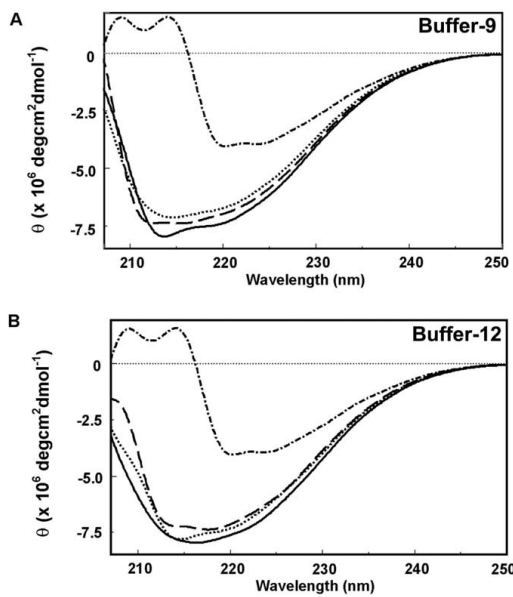 A
Buffer-9
0
-2.5
-5.0
-7.5
θ (x 10⁶ degcm²dmol⁻¹)
210 220 230 240 250
Wavelength (nm)
B
Buffer-12
0
-2.5
-5.0
-7.5
θ (x 10⁶ degcm²dmol⁻¹)
210 220 230 240 250
Wavelength (nm)